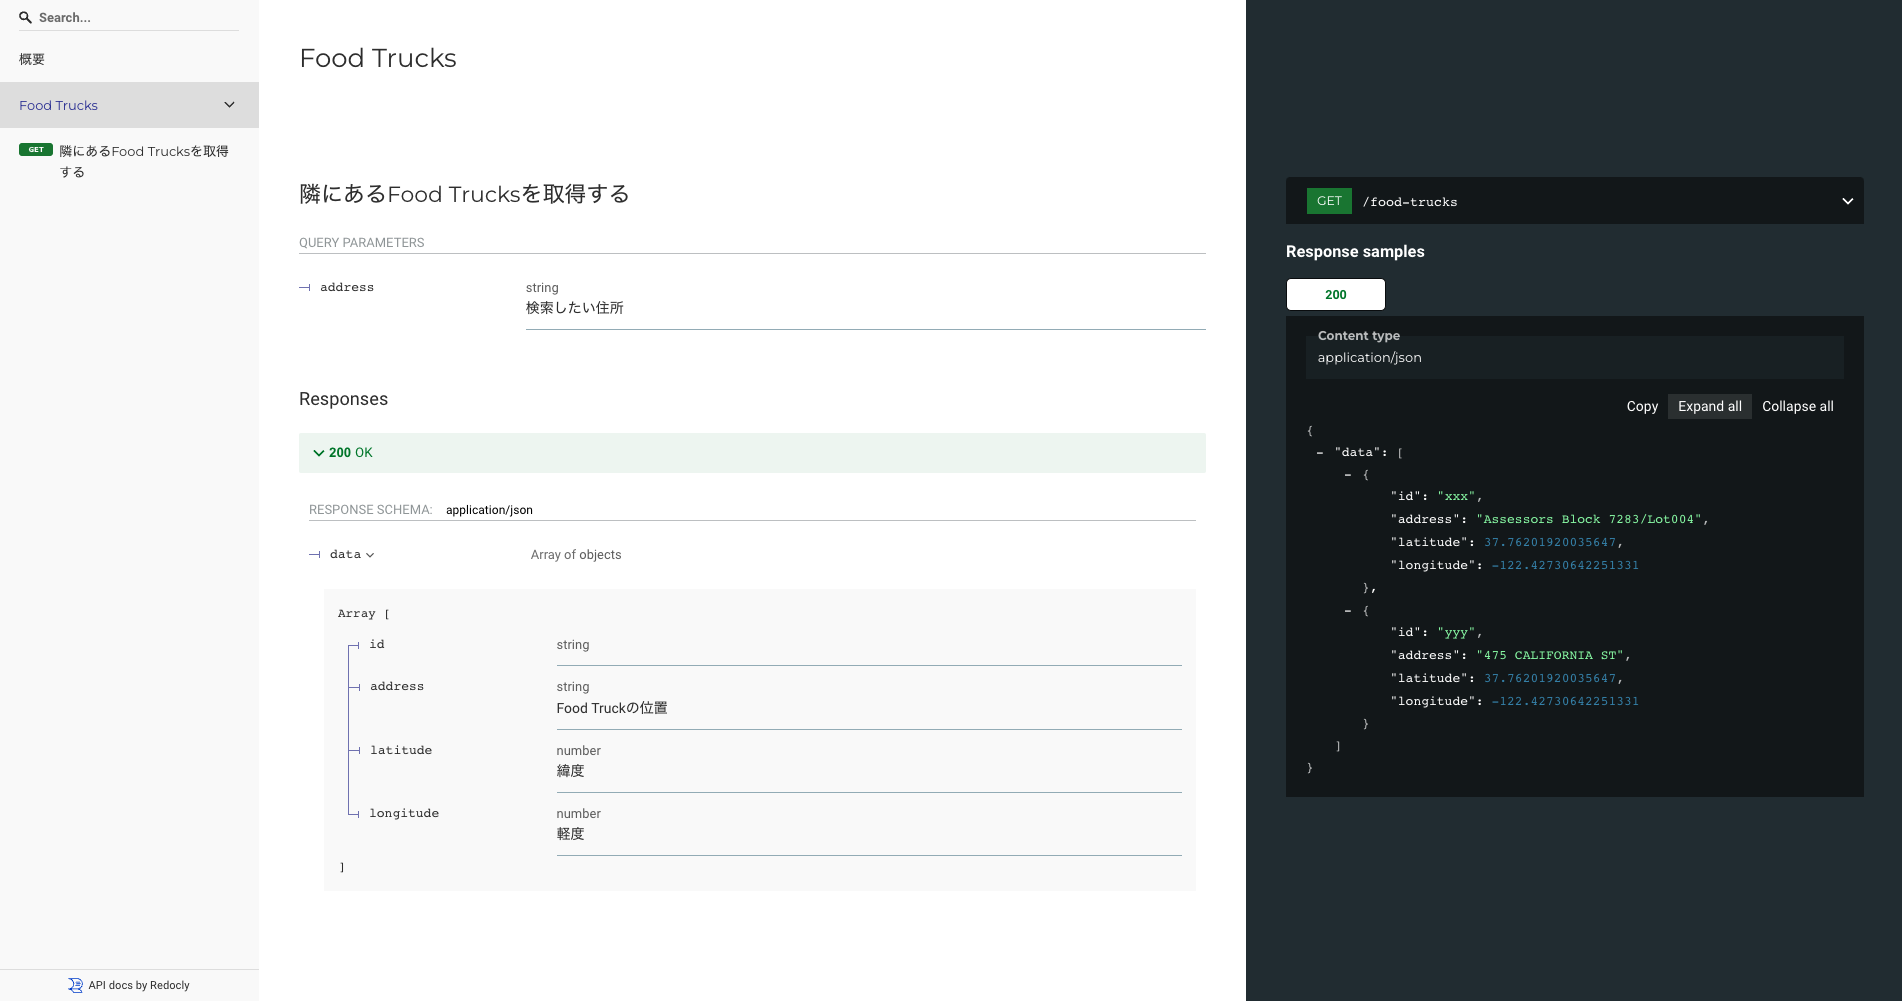 Search...
概要
Food Trucks
GET 隣にあるFood Trucksを取得
する
API docs by Redocly
Food Trucks
隣にあるFood Trucksを取得する
QUERY PARAMETERS
address string
検索したい住所
Responses
200 OK
RESPONSE SCHEMA: application/json
data Array of objects
Array [
id string
address string
Food Truckの位置
latitude number
緯度
longitude number
軽度
]
GET /food-trucks
Response samples
200
Content type
application/json
Copy Expand all Collapse all
{
- "data": [
- {
"id": "xxx",
"address": "Assessors Block 7283/Lot004",
"latitude": 37.76201920035647,
"longitude": -122.42730642251331
},
- {
"id": "yyy",
"address": "475 CALIFORNIA ST",
"latitude": 37.76201920035647,
"longitude": -122.42730642251331
}
]
}